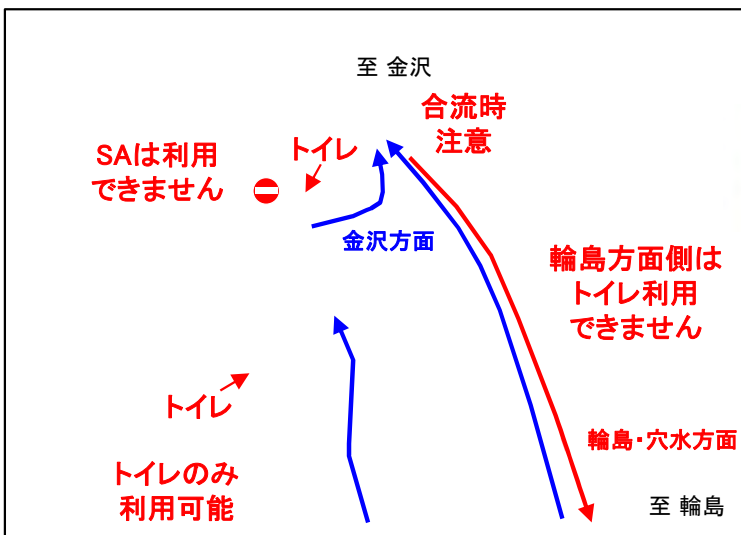 至 金沢
合流時
注意
SAは利用
できません
トイレ
金沢方面
輪島方面側は
トイレ利用
できません
トイレ
輪島・穴水方面
トイレのみ
利用可能
至 輪島